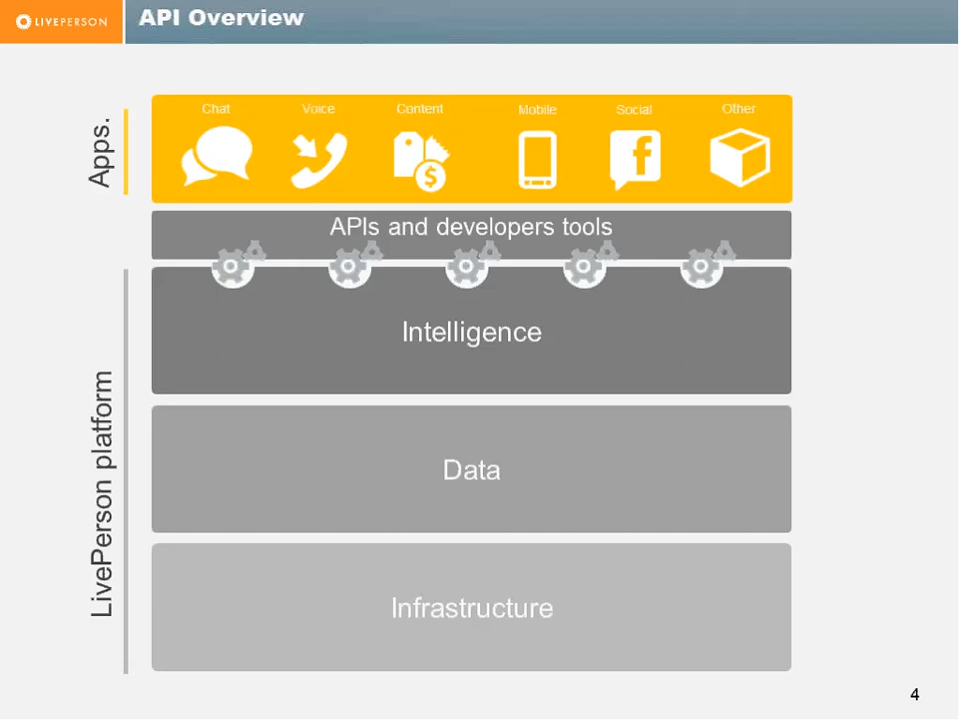 LIVEPERSON
API Overview
Apps.
Chat
Voice
Content
Mobile
Social
Other
APIs and developers tools
LivePerson platform
Intelligence
Data
Infrastructure
4